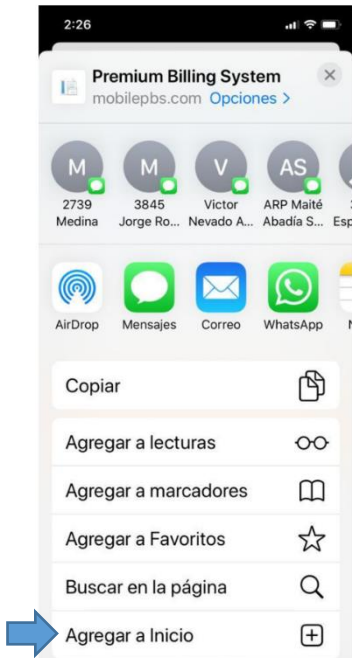 2:26
Premium Billing System
mobilepbs.com Opciones >
M M V AS
2739 3845 Victor ARP Maité
Medina Jorge Ro... Nevado A... Abadía S... Esp
AirDrop Mensajes Correo WhatsApp
Copiar
Agregar a lecturas
Agregar a marcadores
Agregar a Favoritos
Buscar en la página
Agregar a Inicio